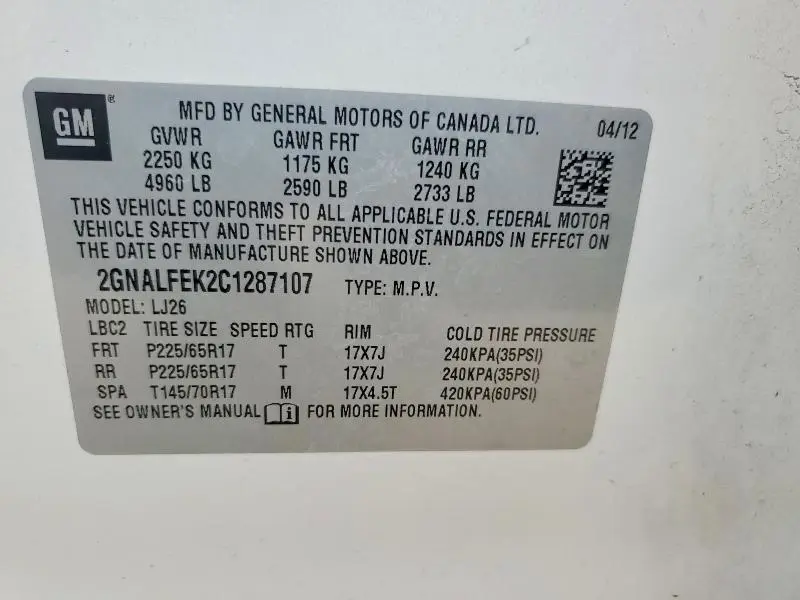 GM®
MFD BY GENERAL MOTORS OF CANADA LTD. 04/12
GVWR GAWR FRT GAWR RR
2250 KG 1175 KG 1240 KG
4960 LB 2590 LB 2733 LB
THIS VEHICLE CONFORMS TO ALL APPLICABLE U.S. FEDERAL MOTOR
VEHICLE SAFETY AND THEFT PREVENTION STANDARDS IN EFFECT ON
THE DATE OF MANUFACTURE SHOWN ABOVE.
2GNALFEK2C1287107 TYPE: M.P.V.
MODEL: LJ26
LBC2 TIRE SIZE SPEED RTG RIM COLD TIRE PRESSURE
FRT P225/65R17 T 17X7J 240KPA(35PSI)
RR P225/65R17 T 17X7J 240KPA(35PSI)
SPA T145/70R17 M 17X4.5T 420KPA(60PSI)
SEE OWNER'S MANUAL i FOR MORE INFORMATION.